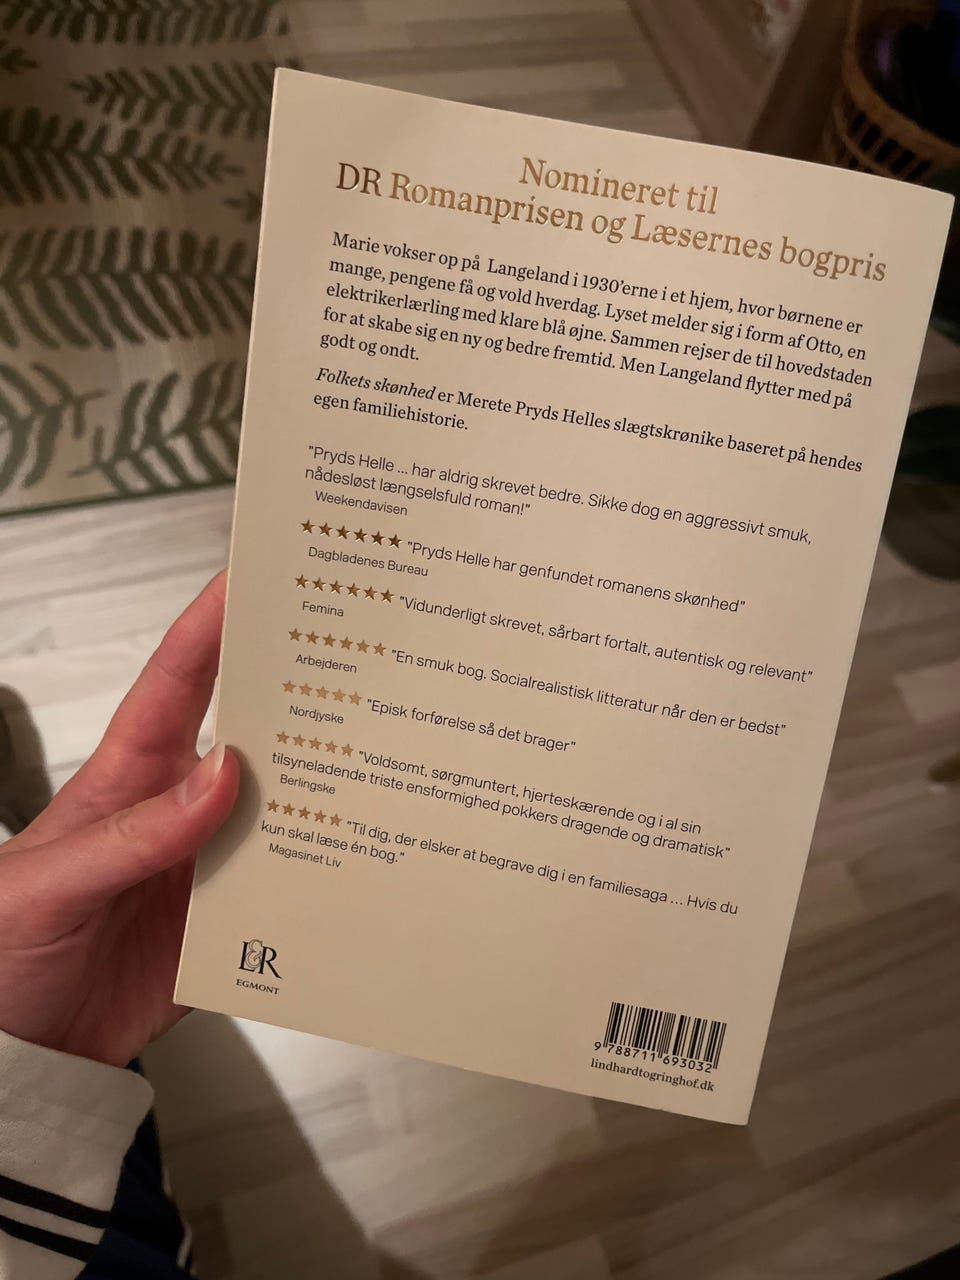 Nomineret til
DR Romanprisen og Læsernes bogpris
Marie vokser op på Langeland i 1930'erne i et hjem, hvor børnene er
mange, pengene få og vold hverdag. Lyset melder sig i form af Otto, en
elektrikerlærling med klare blå øjne. Sammen rejser de til hovedstaden
for at skabe sig en ny og bedre fremtid. Men Langeland flytter med på
godt og ondt.
Folkets skønhed er Merete Pryds Helles slægtskrønike baseret på hendes
egen familiehistorie.
"Pryds Helle ... har aldrig skrevet bedre. Sikke dog en aggressivt smuk,
nådesløst længselsfuld roman!"
Weekendavisen
★★★★★★ "Pryds Helle har genfundet romanens skønhed"
Dagbladenes Bureau
★★★★★★ "Vidunderligt skrevet, sårbart fortalt, autentisk og relevant"
Femina
★★★★★★ "En smuk bog. Socialrealistisk litteratur når den er bedst"
Arbejderen
★★★★★ "Episk forførelse så det brager"
Nordjyske
★★★★★ "Voldsomt, sørgmuntert, hjerteskærende og i al sin
tilsyneladende triste ensformighed pokkers dragende og dramatisk"
Berlingske
★★★★★ "Til dig, der elsker at begrave dig i en familiesaga ... Hvis du
kun skal læse én bog."
Magasinet Liv
L&R
EGMONT
9 788711 693032
lindhardtogringhof.dk